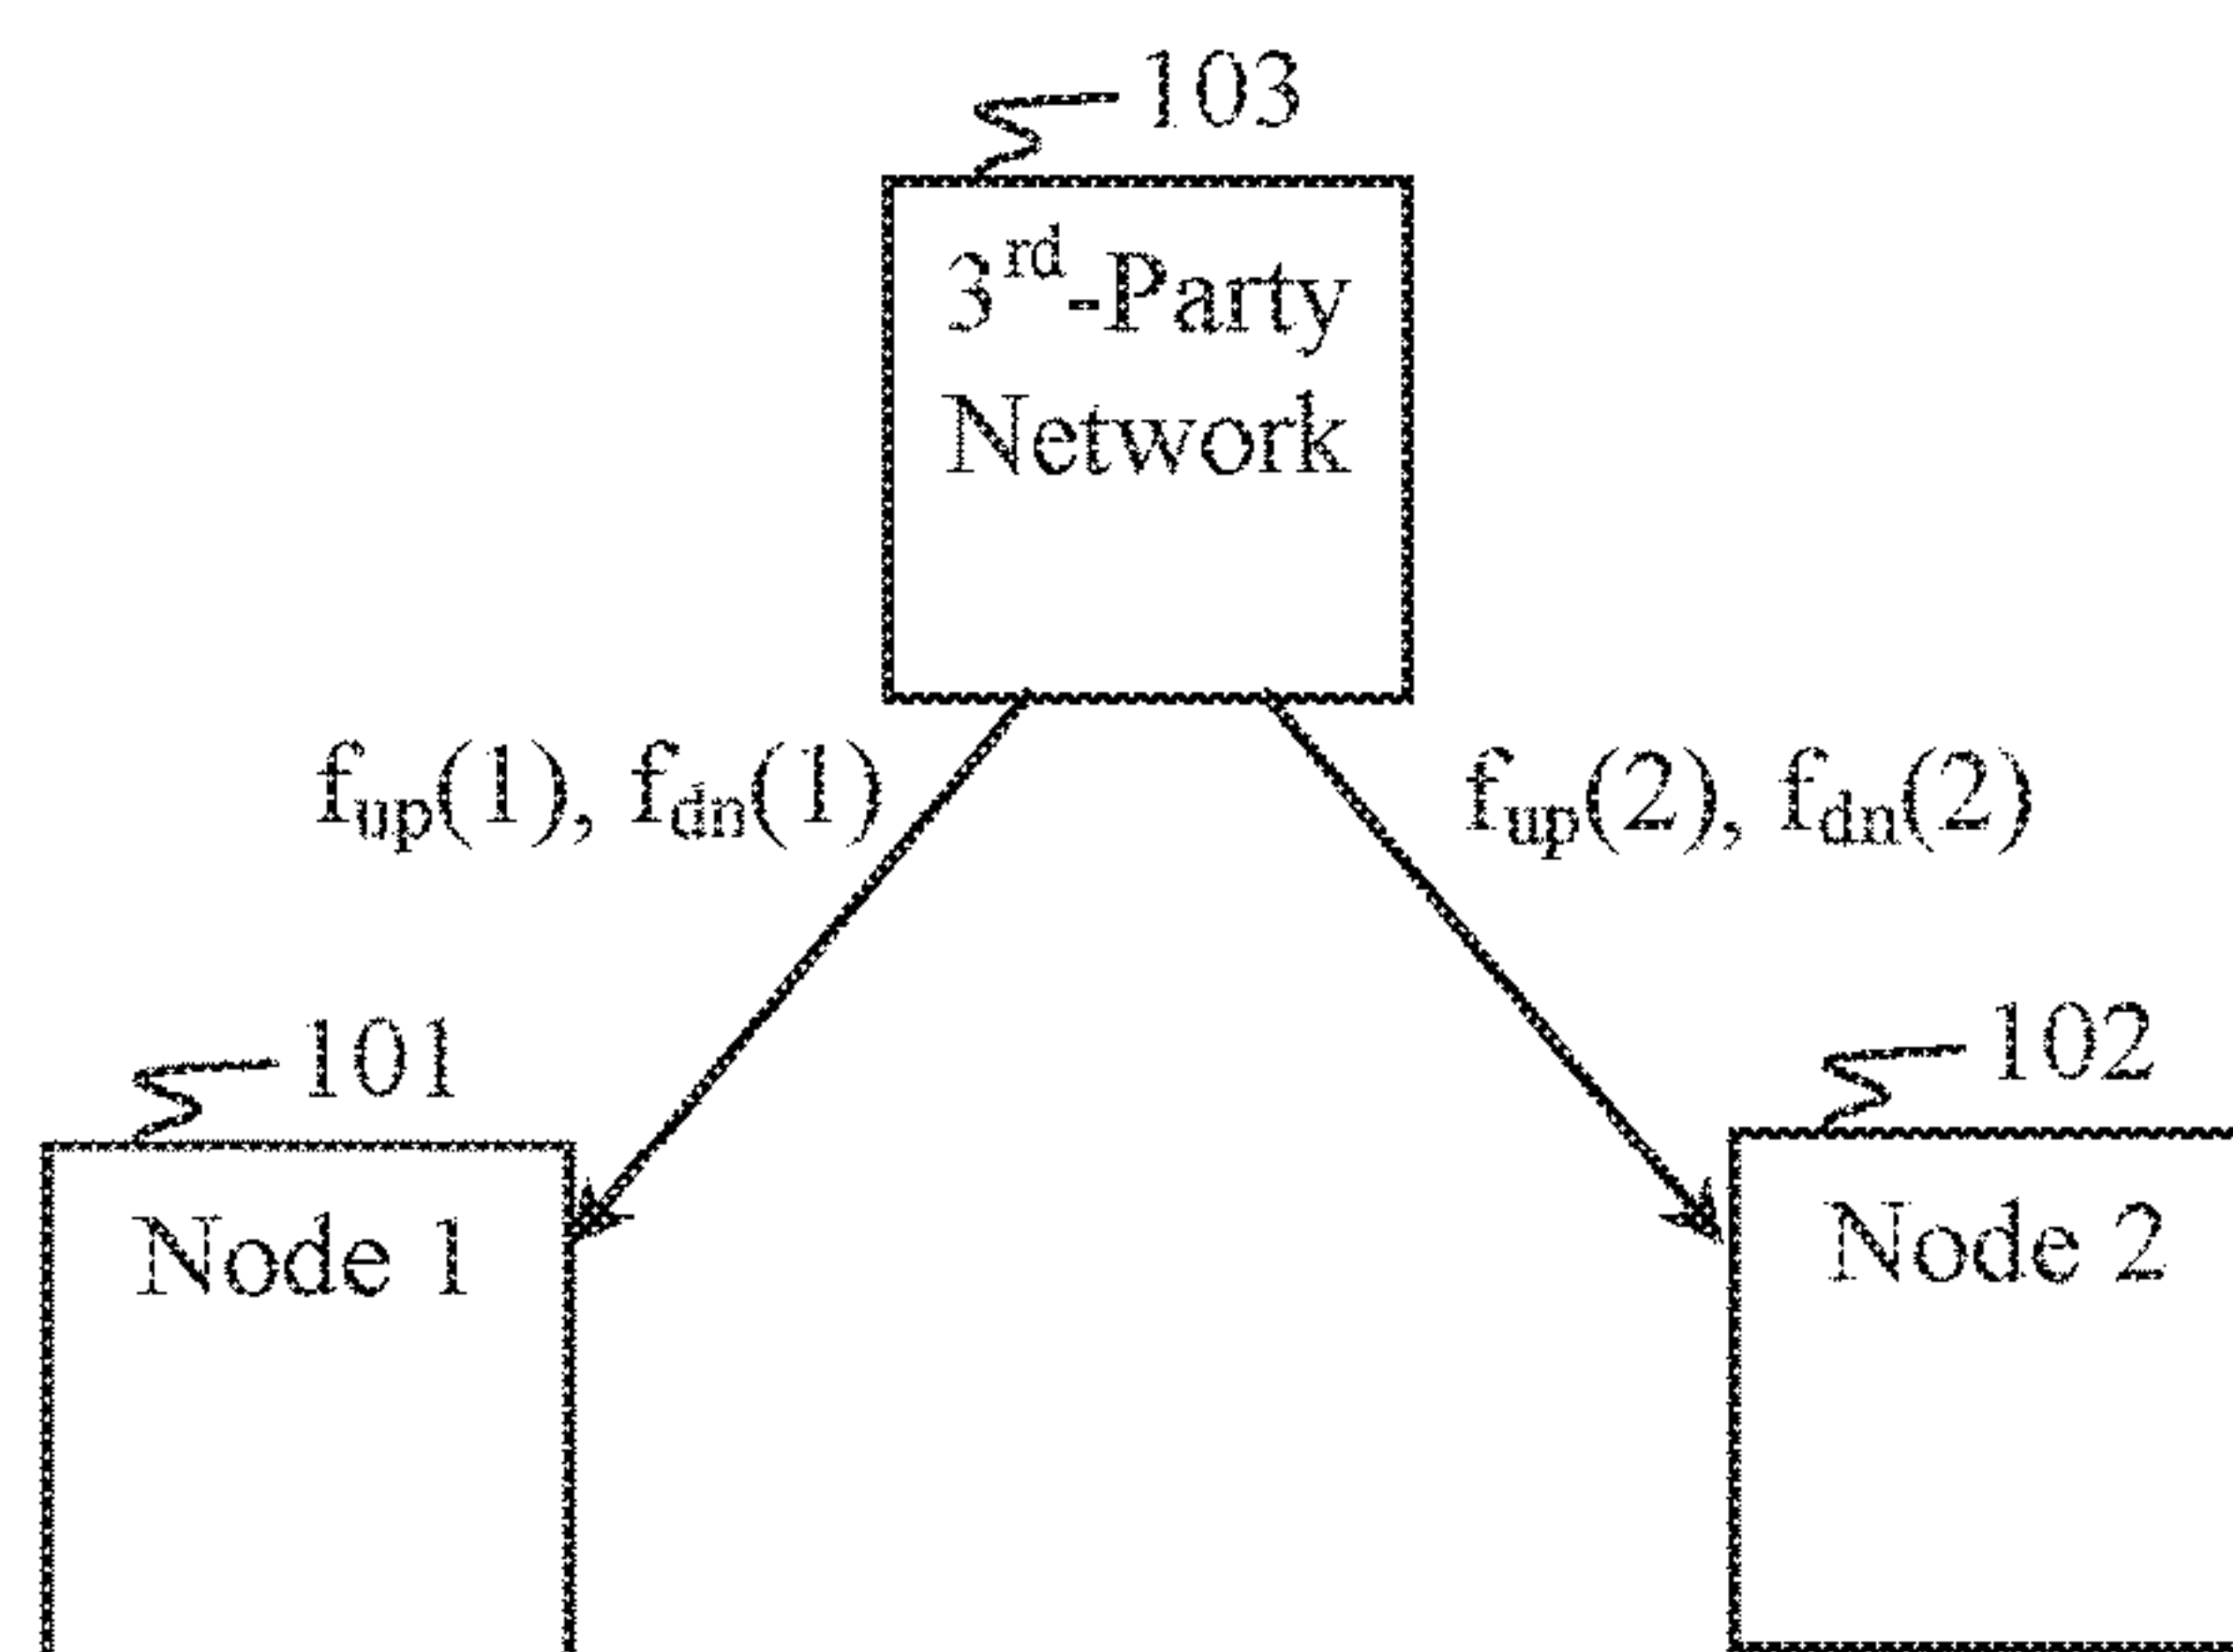 103
3rd-Party
Network
fup(1), fdn(1)
fup(2), fdn(2)
101
102
Node 1
Node 2